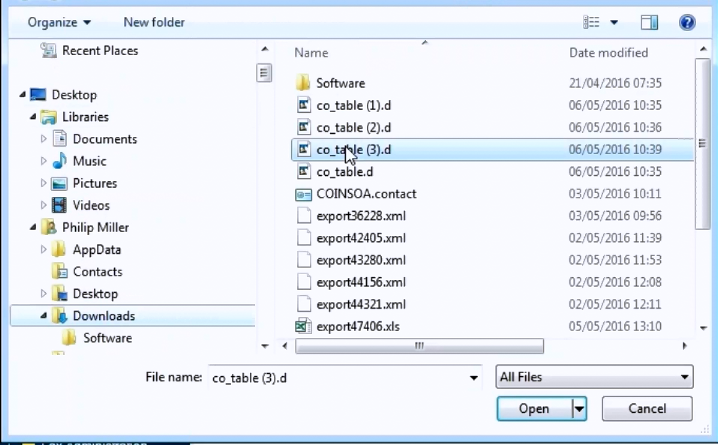 Organize
New folder
Recent Places
Desktop
Libraries
Documents
Music
Pictures
Videos
Philip Miller
AppData
Contacts
Desktop
Downloads
Software
Name Date modified
Software 21/04/2016 07:35
co_table (1).d 06/05/2016 10:35
co_table (2).d 06/05/2016 10:36
co_table (3).d 06/05/2016 10:39
co_table.d 06/05/2016 10:35
COINSOA.contact 03/05/2016 10:11
export36228.xml 03/05/2016 09:56
export42405.xml 02/05/2016 11:39
export43280.xml 02/05/2016 11:53
export44156.xml 02/05/2016 12:08
export44321.xml 02/05/2016 12:11
export47406.xls 05/05/2016 13:10
File name: co_table (3).d All Files
Open Cancel